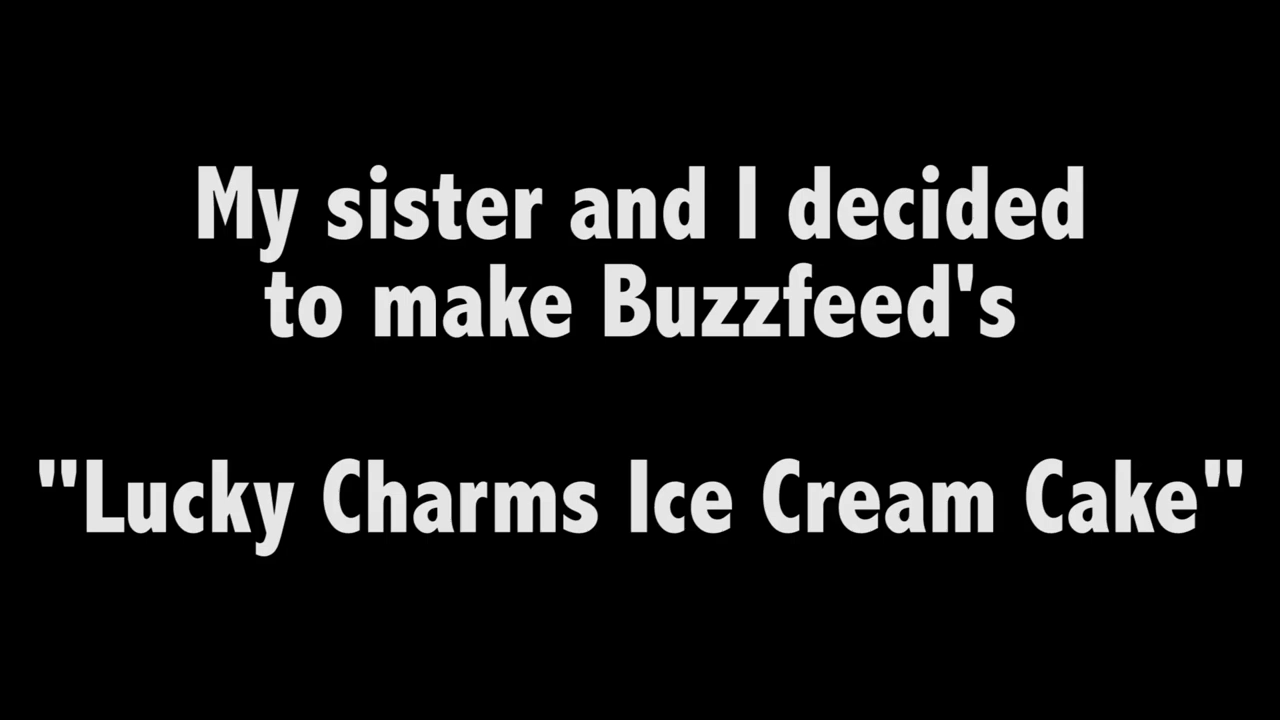 My sister and I decided
to make Buzzfeed's
"Lucky Charms Ice Cream Cake"